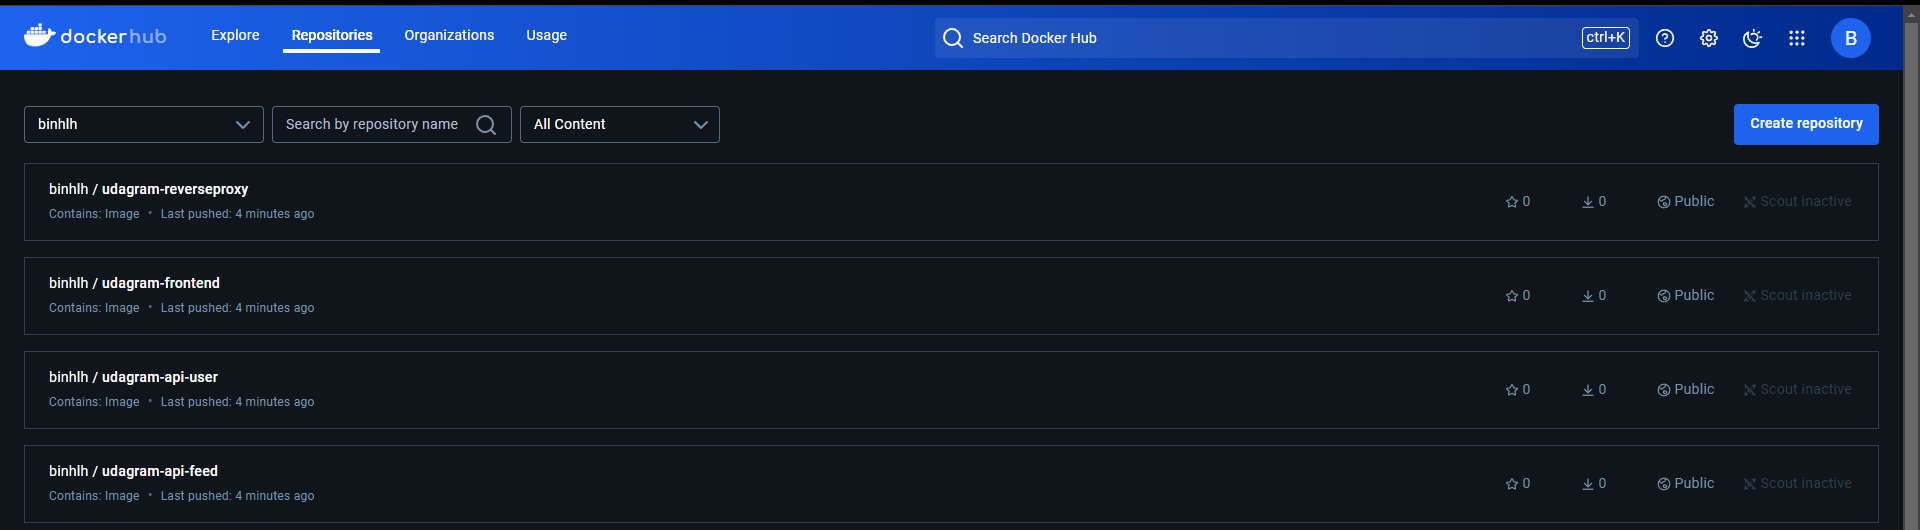 dockerhub Explore Repositories Organizations Usage Search Docker Hub ctrl+K B
binhlh Search by repository name All Content Create repository
binhlh / udagram-reverseproxy
Contains: Image • Last pushed: 4 minutes ago
0 0 Public Scout inactive
binhlh / udagram-frontend
Contains: Image • Last pushed: 4 minutes ago
0 0 Public Scout inactive
binhlh / udagram-api-user
Contains: Image • Last pushed: 4 minutes ago
0 0 Public Scout inactive
binhlh / udagram-api-feed
Contains: Image • Last pushed: 4 minutes ago
0 0 Public Scout inactive